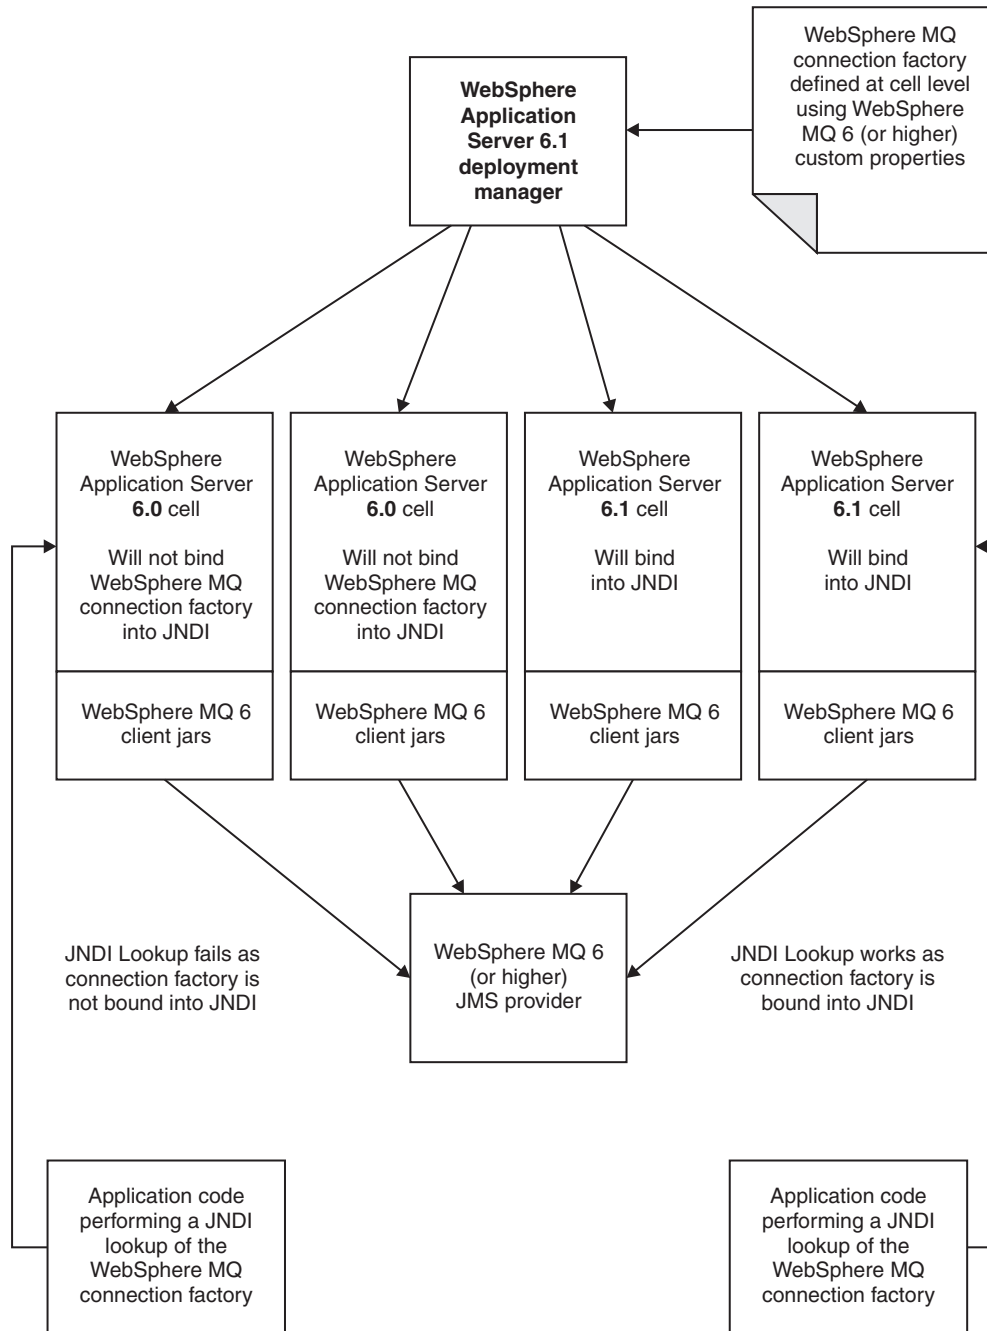 WebSphere MQ
connection factory
defined at cell level
using WebSphere
MQ 6 (or higher)
custom properties
WebSphere
Application
Server 6.1
deployment
manager
WebSphere
Application Server
6.0 cell
Will not bind
WebSphere MQ
connection factory
into JNDI
WebSphere MQ 6
client jars
WebSphere
Application Server
6.0 cell
Will not bind
WebSphere MQ
connection factory
into JNDI
WebSphere MQ 6
client jars
WebSphere
Application Server
6.1 cell
Will bind
into JNDI
WebSphere MQ 6
client jars
WebSphere
Application Server
6.1 cell
Will bind
into JNDI
WebSphere MQ 6
client jars
JNDI Lookup fails as
connection factory is
not bound into JNDI
WebSphere MQ 6
(or higher)
JMS provider
JNDI Lookup works as
connection factory is
bound into JNDI
Application code
performing a JNDI
lookup of the
WebSphere MQ
connection factory
Application code
performing a JNDI
lookup of the
WebSphere MQ
connection factory